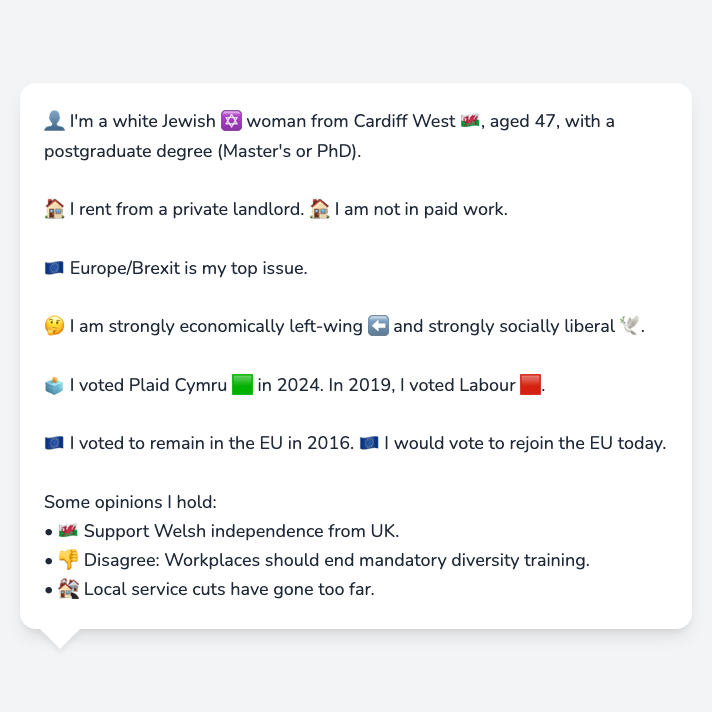 👤 I'm a white Jewish ✡️ woman from Cardiff West 🏴󠁧󠁢󠁷󠁬󠁳󠁿, aged 47, with a
postgraduate degree (Master's or PhD).
🏠 I rent from a private landlord. 🏠 I am not in paid work.
🇪🇺 Europe/Brexit is my top issue.
🤔 I am strongly economically left-wing ⬅️ and strongly socially liberal 🕊️.
🗳️ I voted Plaid Cymru 🟩 in 2024. In 2019, I voted Labour 🟥.
🇪🇺 I voted to remain in the EU in 2016. 🇪🇺 I would vote to rejoin the EU today.
Some opinions I hold:
• 🏴󠁧󠁢󠁷󠁬󠁳󠁿 Support Welsh independence from UK.
• 👎 Disagree: Workplaces should end mandatory diversity training.
• 🏘️ Local service cuts have gone too far.